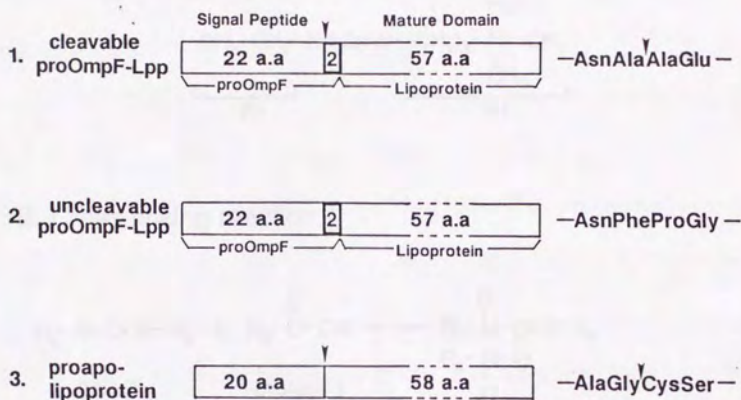 Signal Peptide Mature Domain
1. cleavable proOmpF-Lpp 22 a.a 2 57 a.a —AsnAlaAlaGlu—
proOmpF Lipoprotein
2. uncleavable proOmpF-Lpp 22 a.a 2 57 a.a —AsnPheProGly—
proOmpF Lipoprotein
3. proapo-lipoprotein 20 a.a 58 a.a —AlaGlyCysSer—